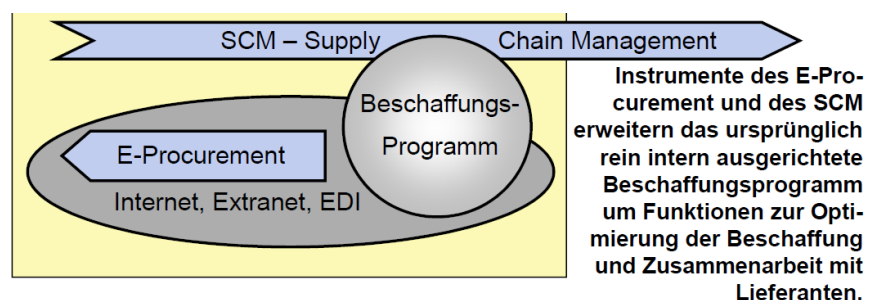 SCM – Supply Chain Management
Beschaffungs-
Programm
E-Procurement
Internet, Extranet, EDI
Instrumente des E-Pro-
curement und des SCM
erweitern das ursprünglich
rein intern ausgerichtete
Beschaffungsprogramm
um Funktionen zur Opti-
mierung der Beschaffung
und Zusammenarbeit mit
Lieferanten.